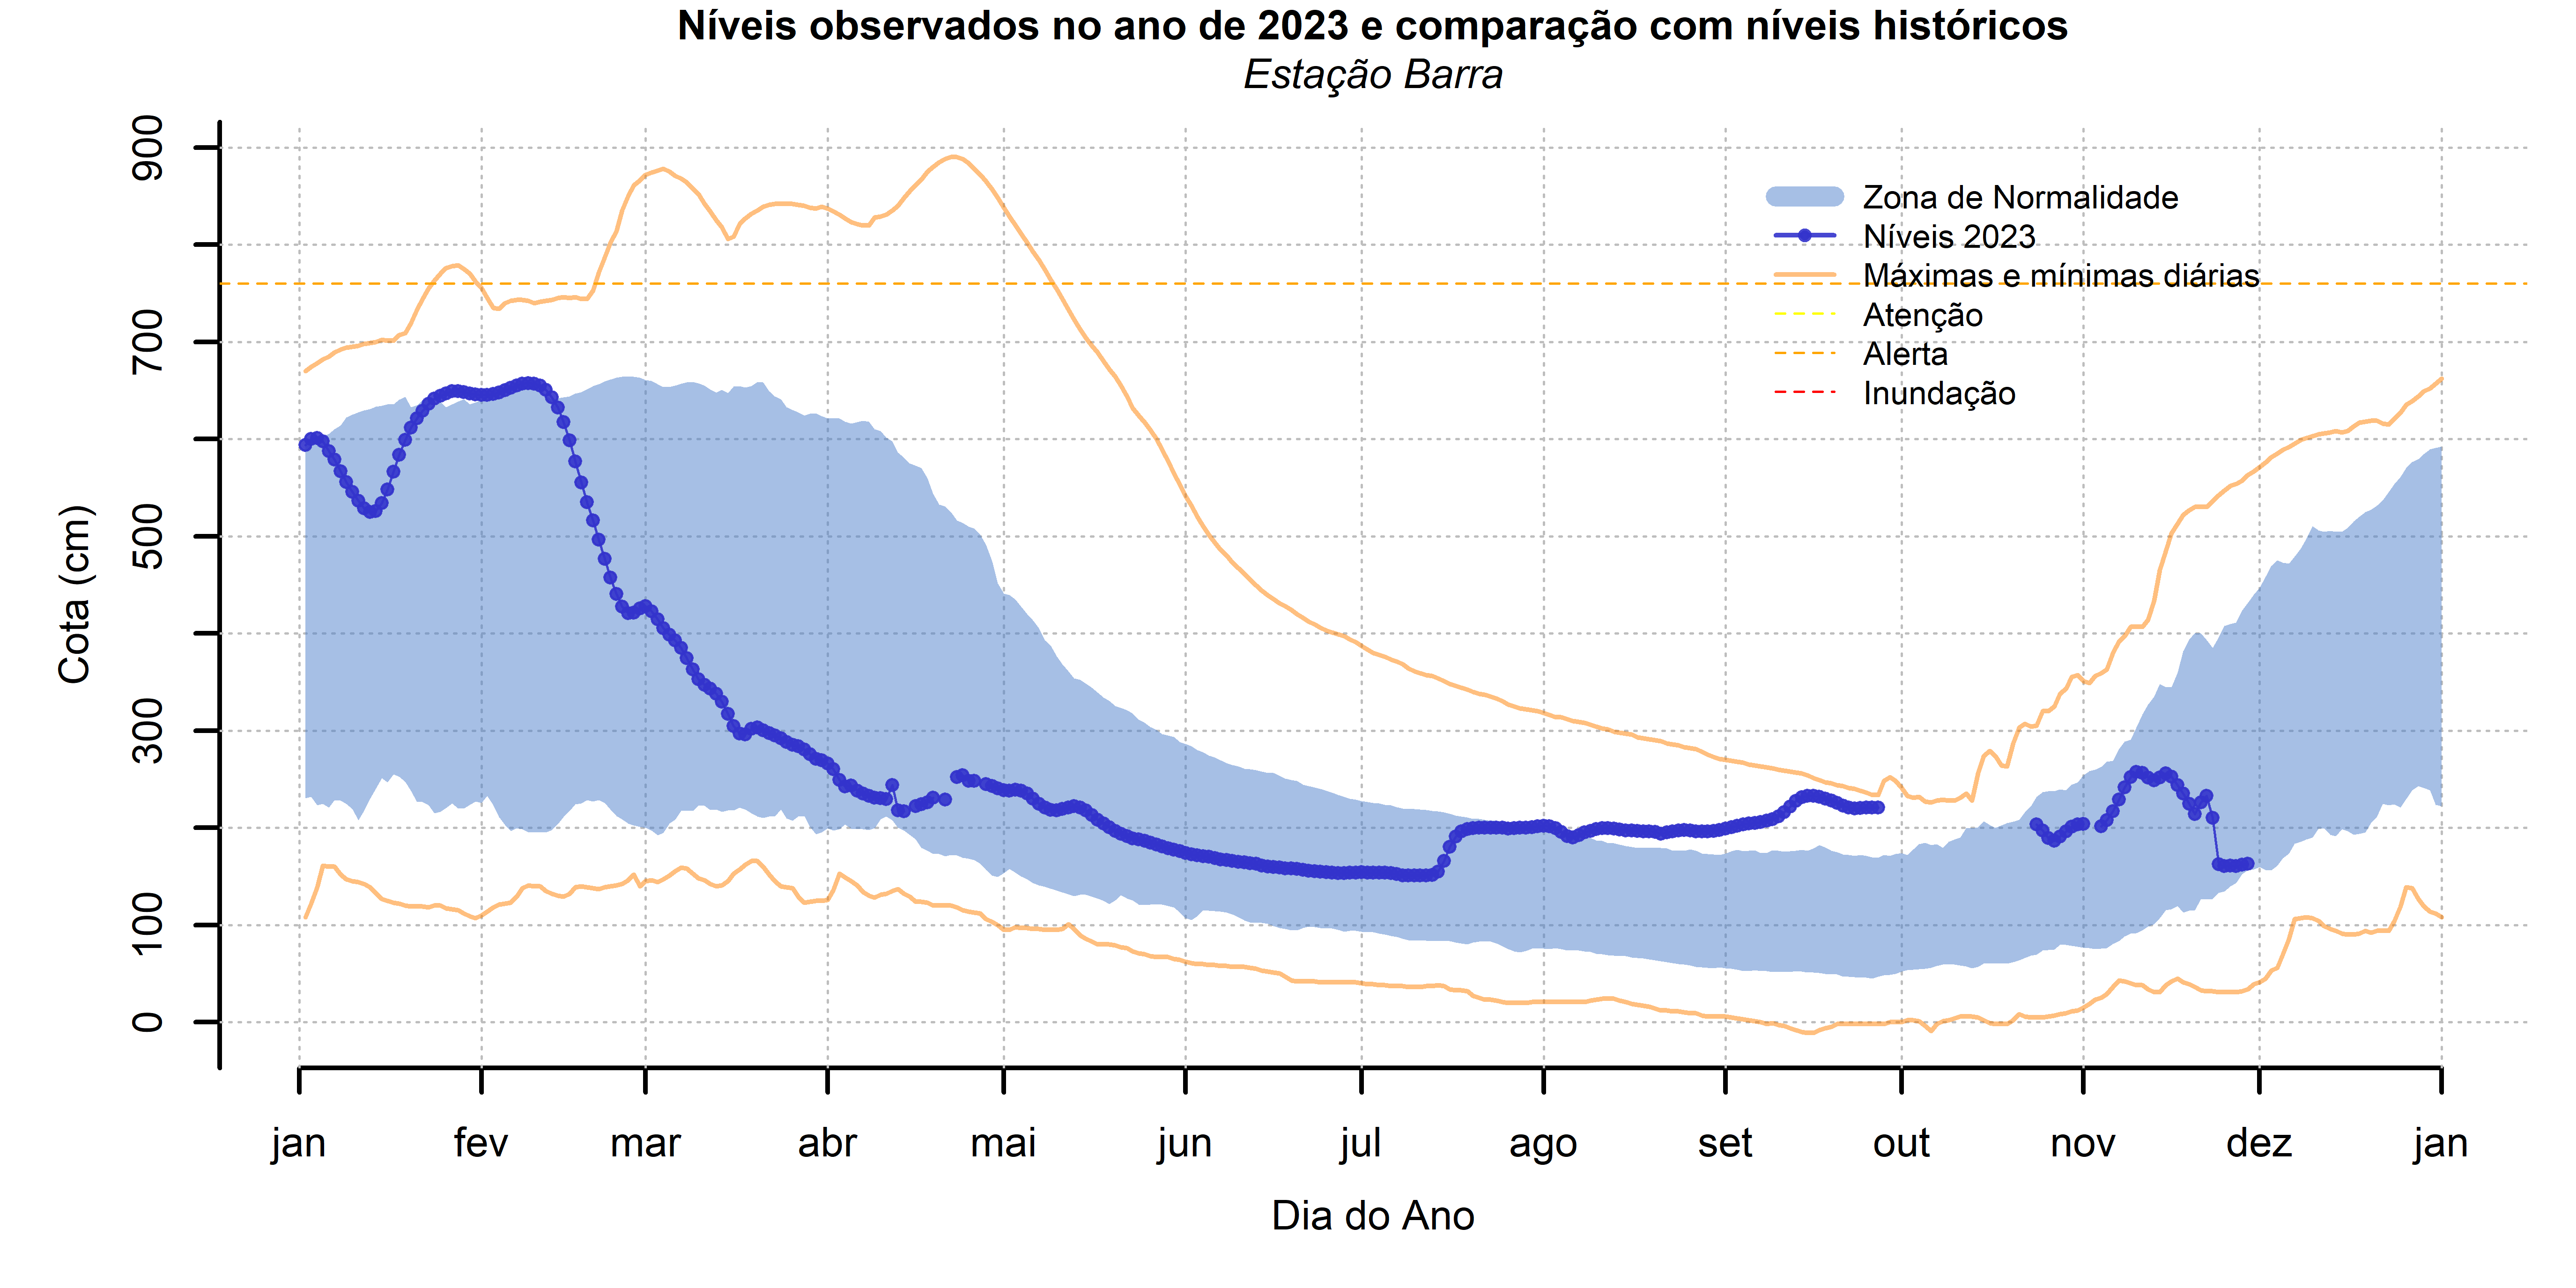 Níveis observados no ano de 2023 e comparação com níveis históricos
Estação Barra
900
700
500
300
100
0
Cota (cm)
Zona de Normalidade
Níveis 2023
Máximas e mínimas diárias
Atenção
Alerta
Inundação
jan fev mar abr mai jun jul ago set out nov dez jan
Dia do Ano